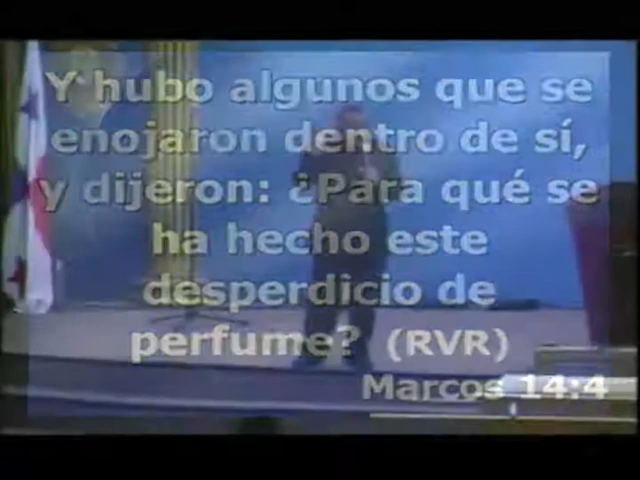 Y hubo algunos que se
enojaron dentro de sí,
y dijeron: ¿Para qué se
ha hecho este
desperdicio de
perfume? (RVR)
Marcos 14:4